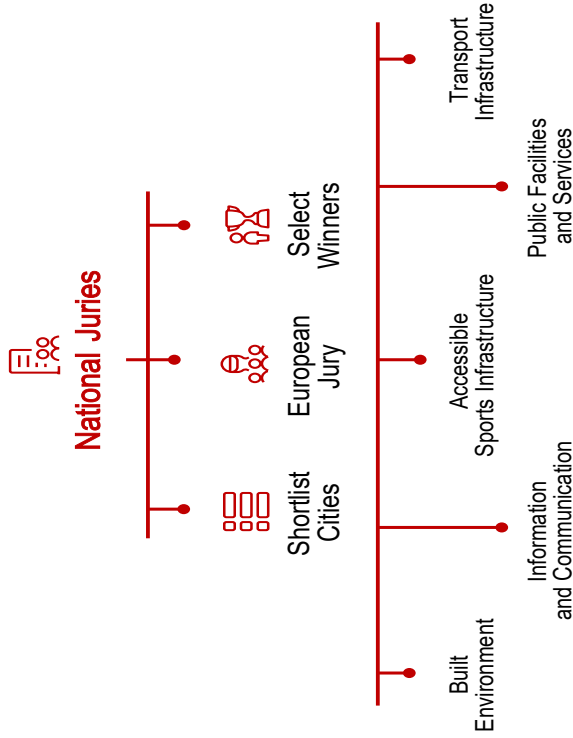 National Juries
Shortlist
Cities
European
Jury
Select
Winners
Built
Environment
Information
and Communication
Accessible
Sports Infrastructure
Public Facilities
and Services
Transport
Infrastructure